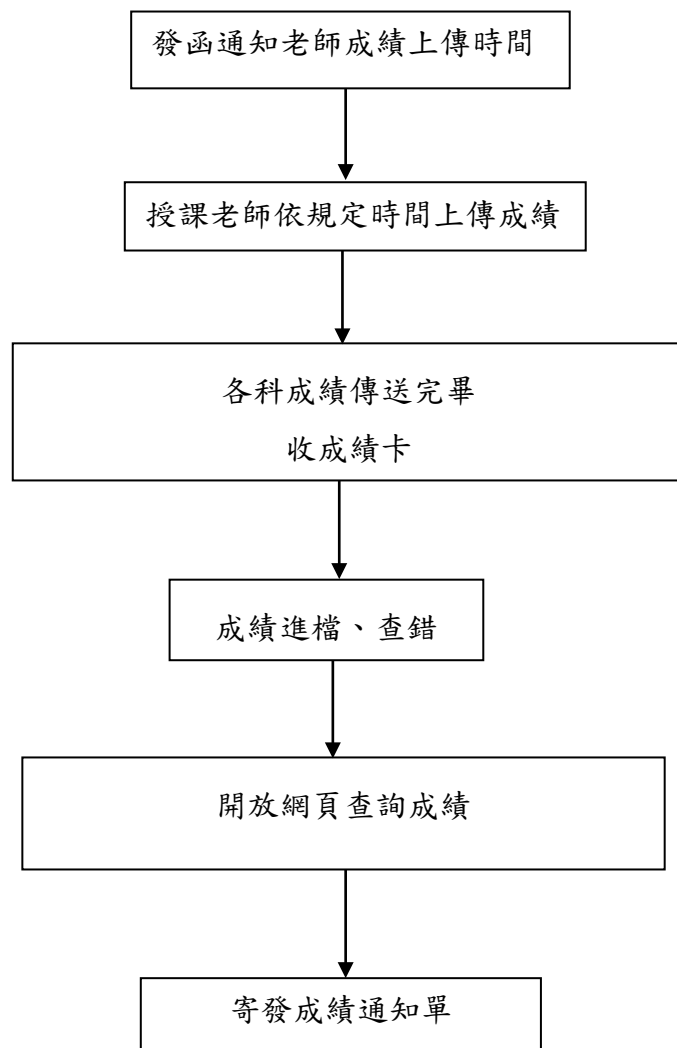 發函通知老師成績上傳時間
授課老師依規定時間上傳成績
各科成績傳送完畢
收成績卡
成績進檔、查錯
開放網頁查詢成績
寄發成績通知單